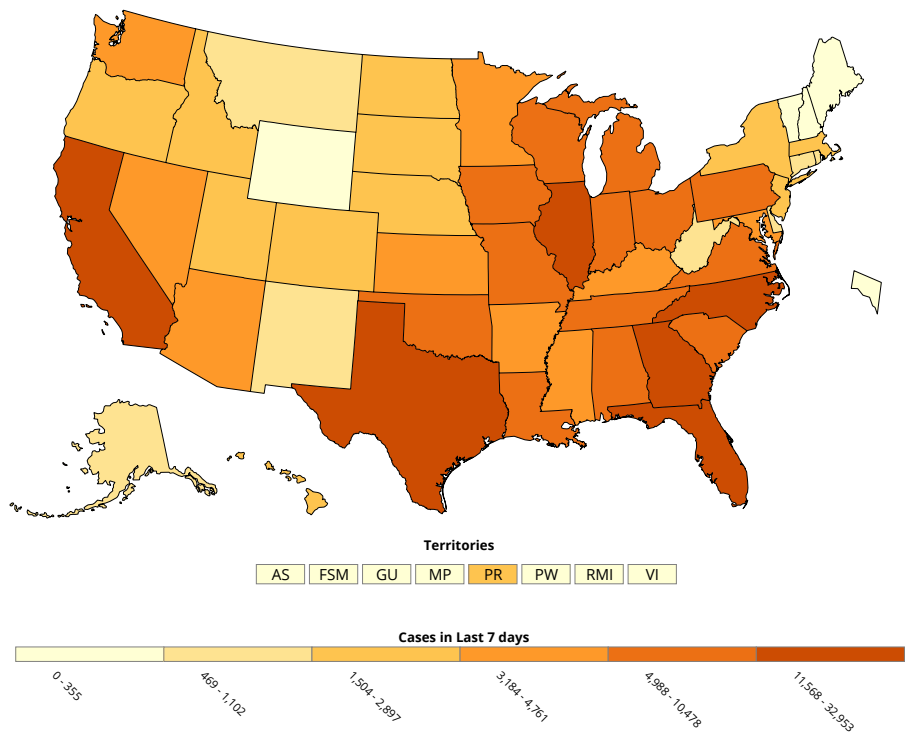 Territories
AS FSM GU MP PR PW RMI VI
Cases in Last 7 days
0 - 355
469 - 1,102
1,504 - 2,897
3,184 - 4,761
4,988 - 10,478
11,568 - 32,953